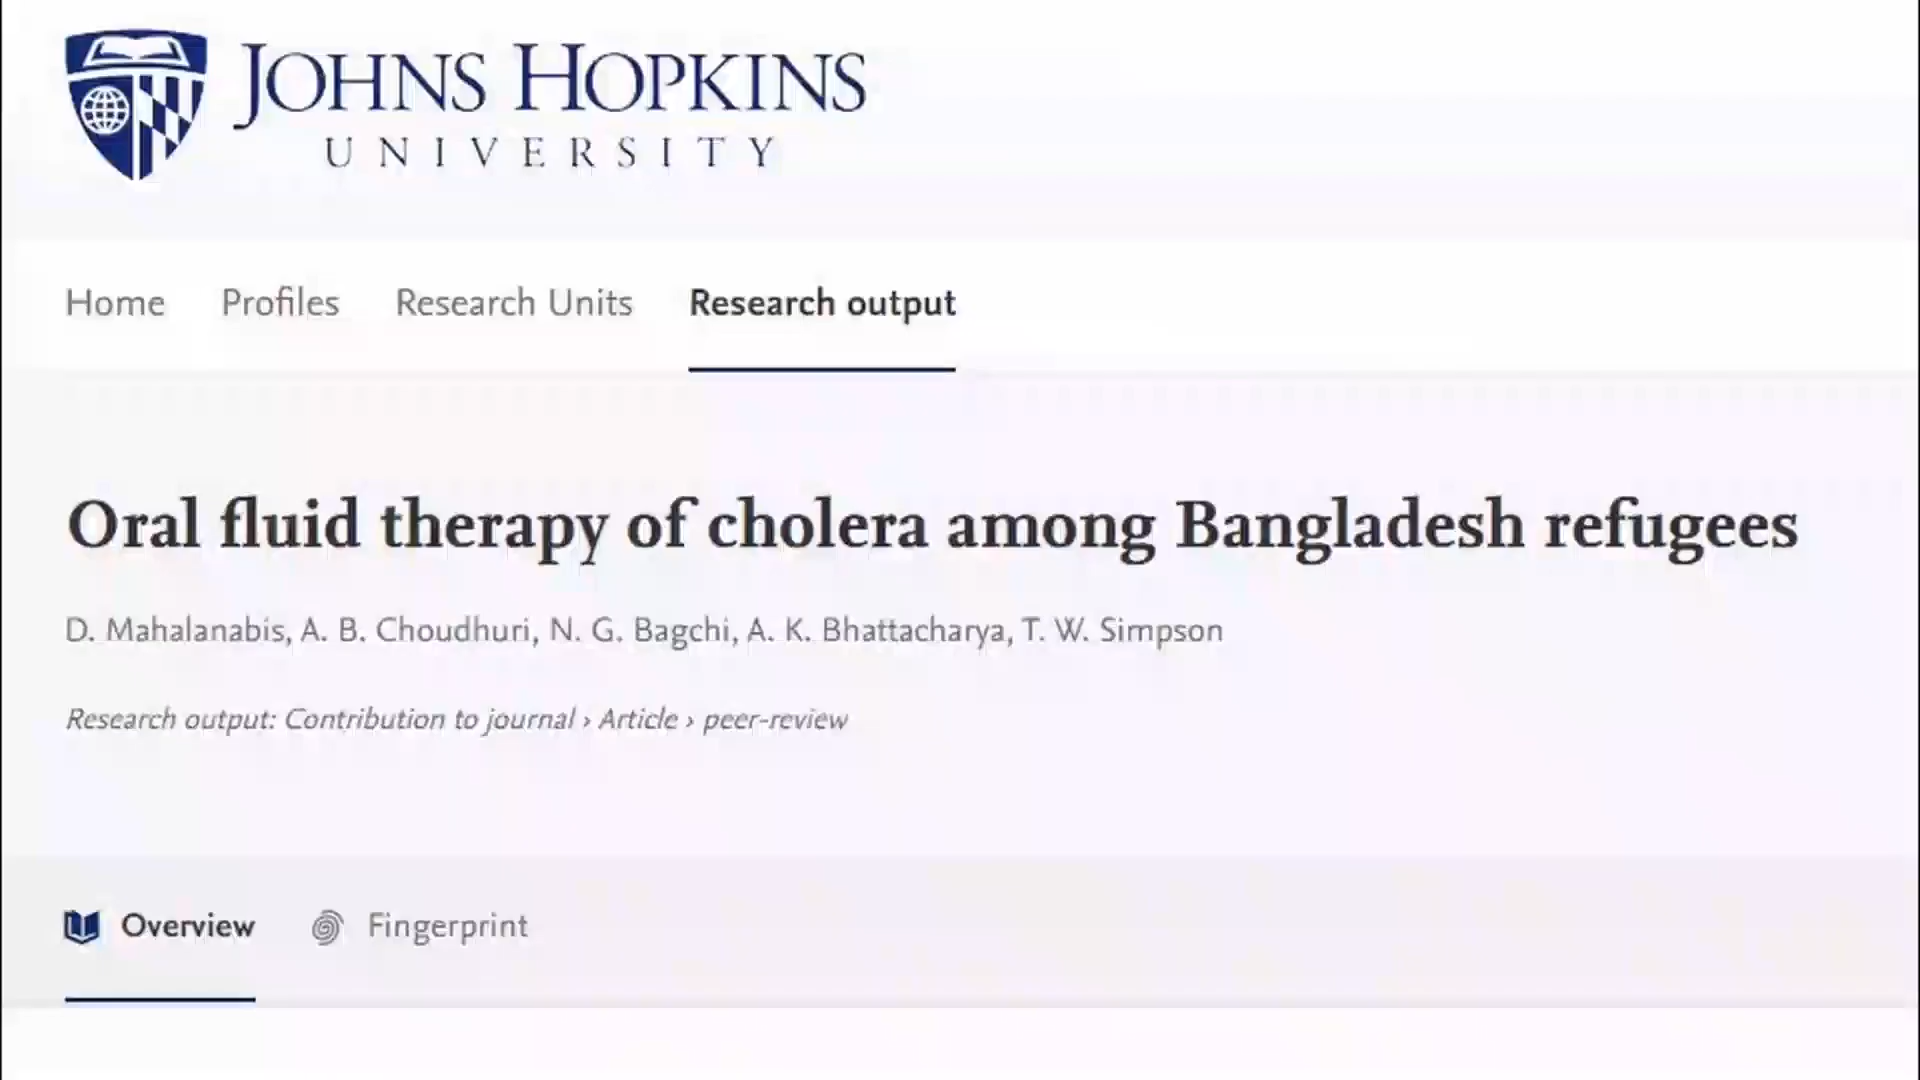 JOHNS HOPKINS
UNIVERSITY
Home Profiles Research Units Research output
Oral fluid therapy of cholera among Bangladesh refugees
D. Mahalanabis, A. B. Choudhuri, N. G. Bagchi, A. K. Bhattacharya, T. W. Simpson
Research output: Contribution to journal › Article › peer-review
Overview Fingerprint